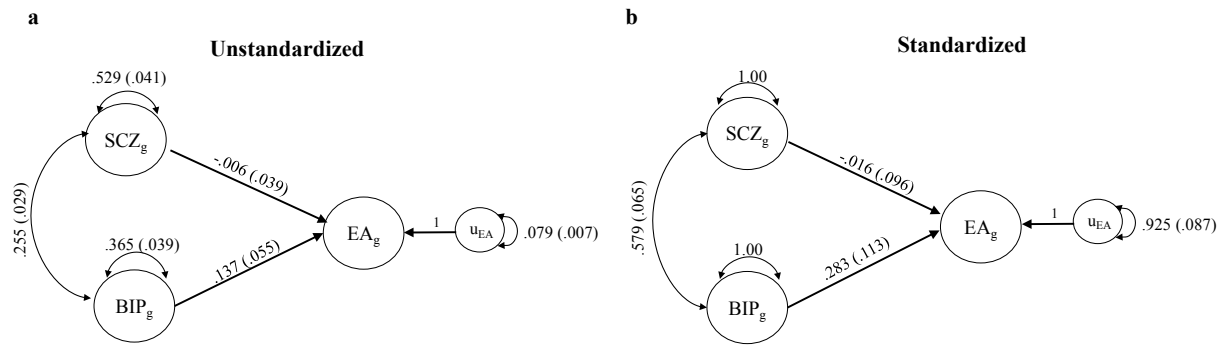 a
Unstandardized
.529 (.041)
SCZg
-.006 (.039)
.255 (.029)
EAg
1
uEA
.079 (.007)
.365 (.039)
.137 (.055)
BIPg
b
Standardized
1.00
SCZg
-.016 (.096)
.579 (.065)
EAg
1
uEA
.925 (.087)
1.00
.283 (.113)
BIPg